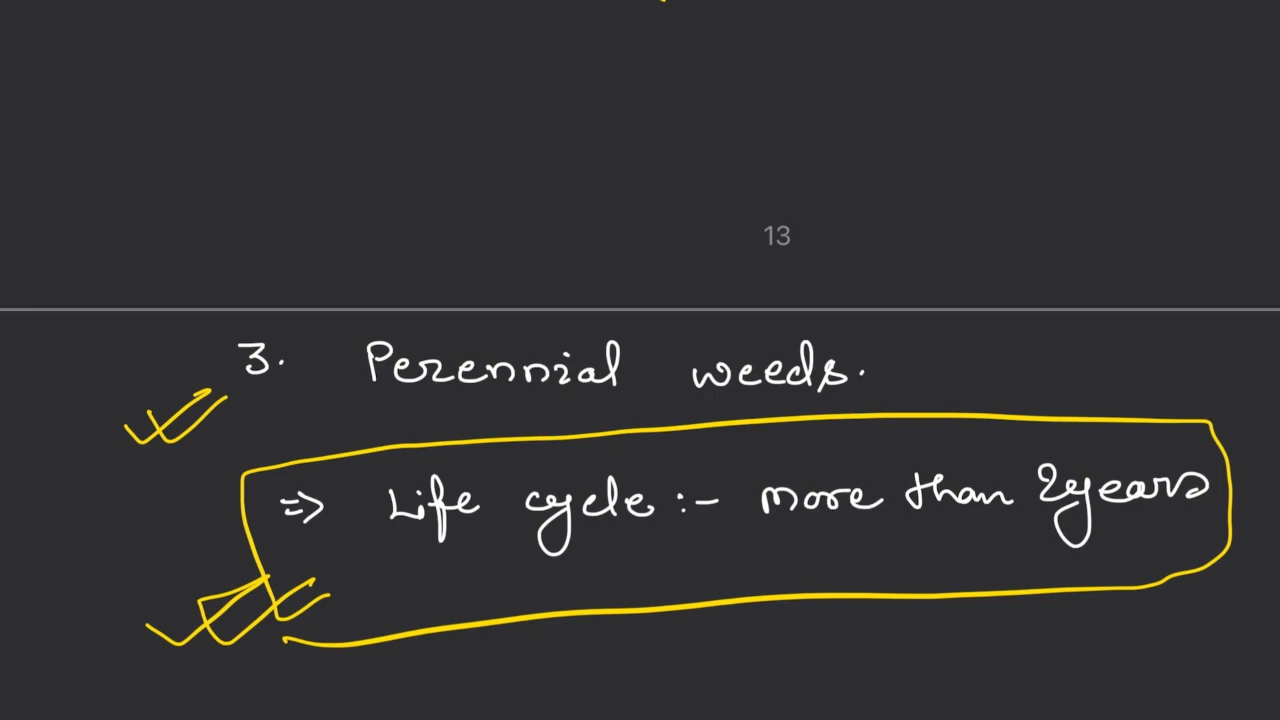 13
3. Perennial weeds.
⇒ Life cycle :- more than 2years